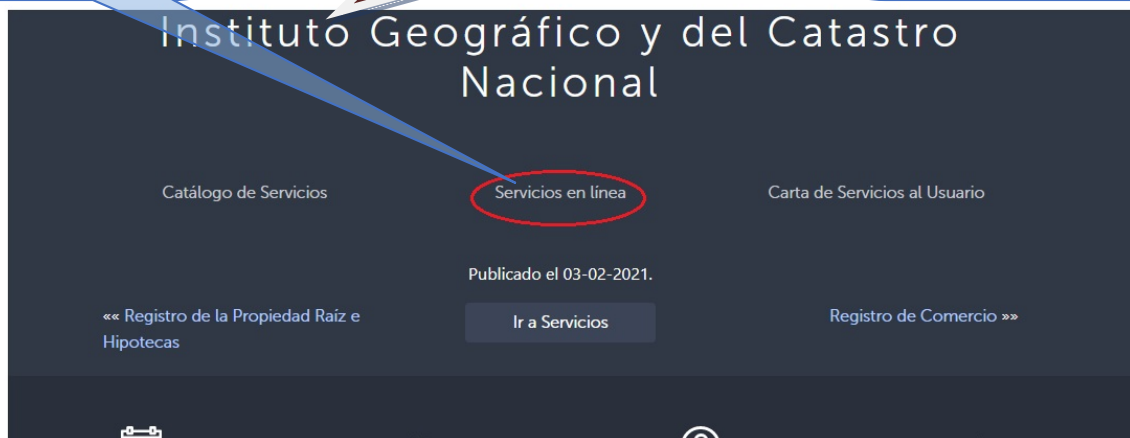 Instituto Geográfico y del Catastro
Nacional
Catálogo de Servicios
Servicios en línea
Carta de Servicios al Usuario
Publicado el 03-02-2021.
«« Registro de la Propiedad Raíz e
Hipotecas
Ir a Servicios
Registro de Comercio »»